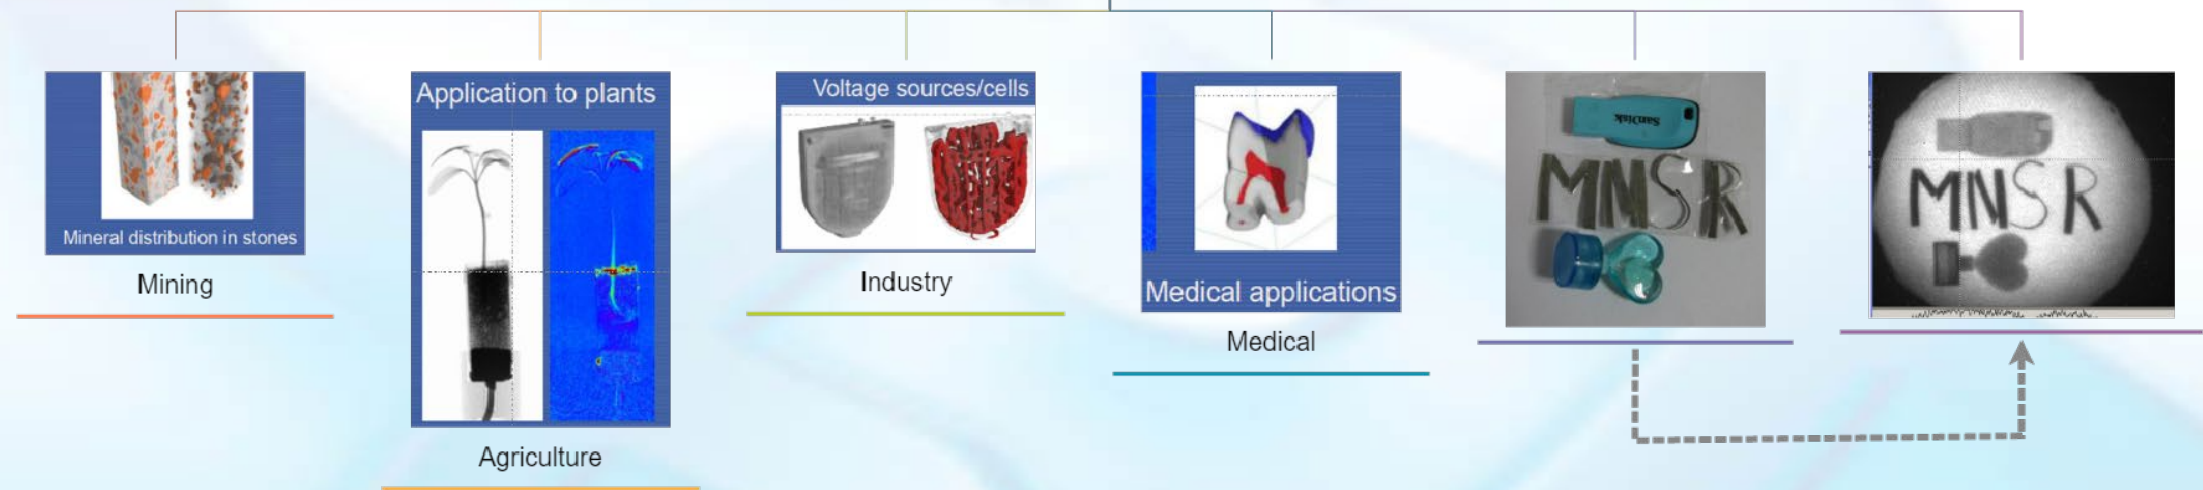 Mineral distribution in stones
Mining
Application to plants
Agriculture
Voltage sources/cells
Industry
Medical applications
Medical
SanDisk
MNSR
MNSR